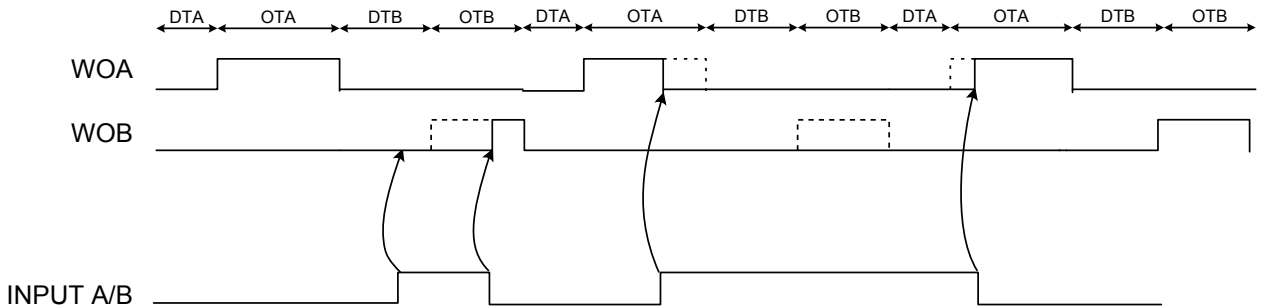 DTA OTA DTB OTB DTA OTA DTB OTB DTA OTA DTB OTB
WOA
WOB
INPUT A/B